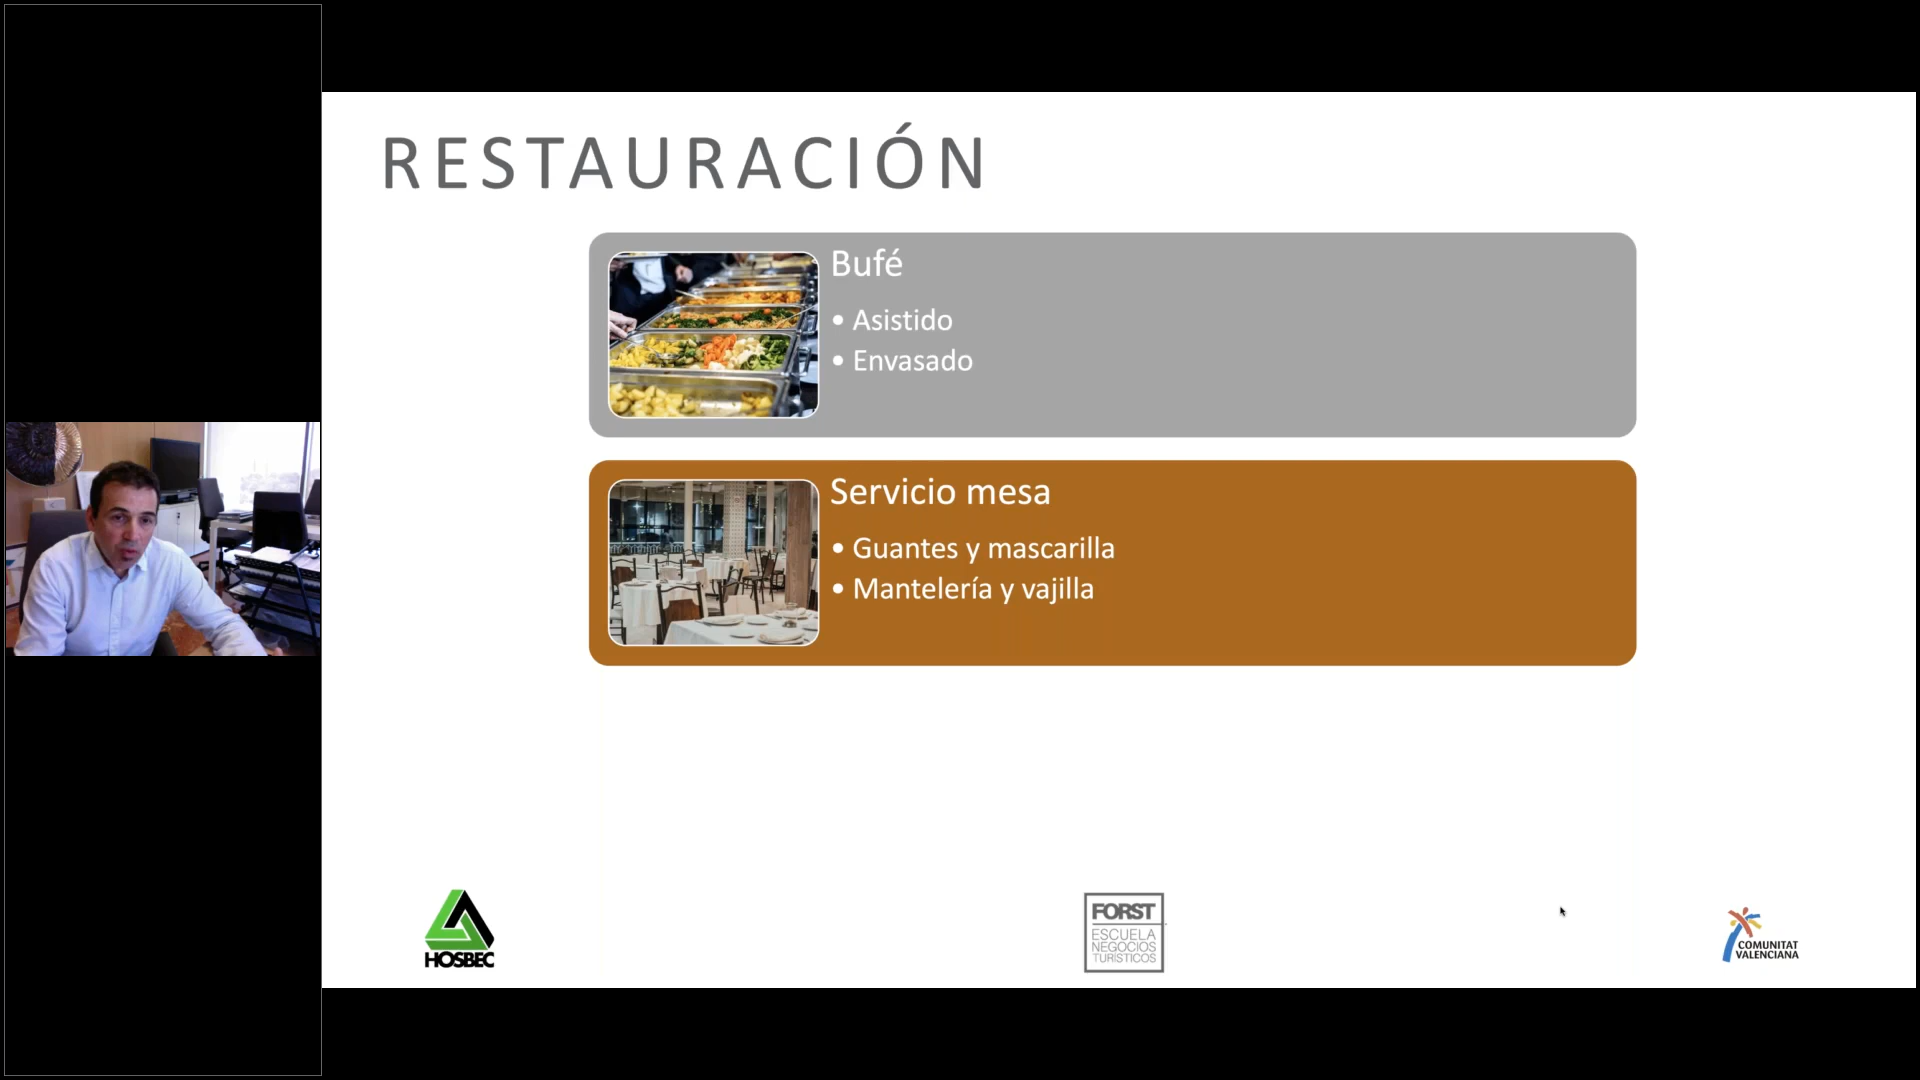 RESTAURACIÓN
Bufé
• Asistido
• Envasado
Servicio mesa
• Guantes y mascarilla
• Mantelería y vajilla
HOSBEC
FORST
ESCUELA
NEGOCIOS
TURÍSTICOS
COMUNITAT
VALENCIANA